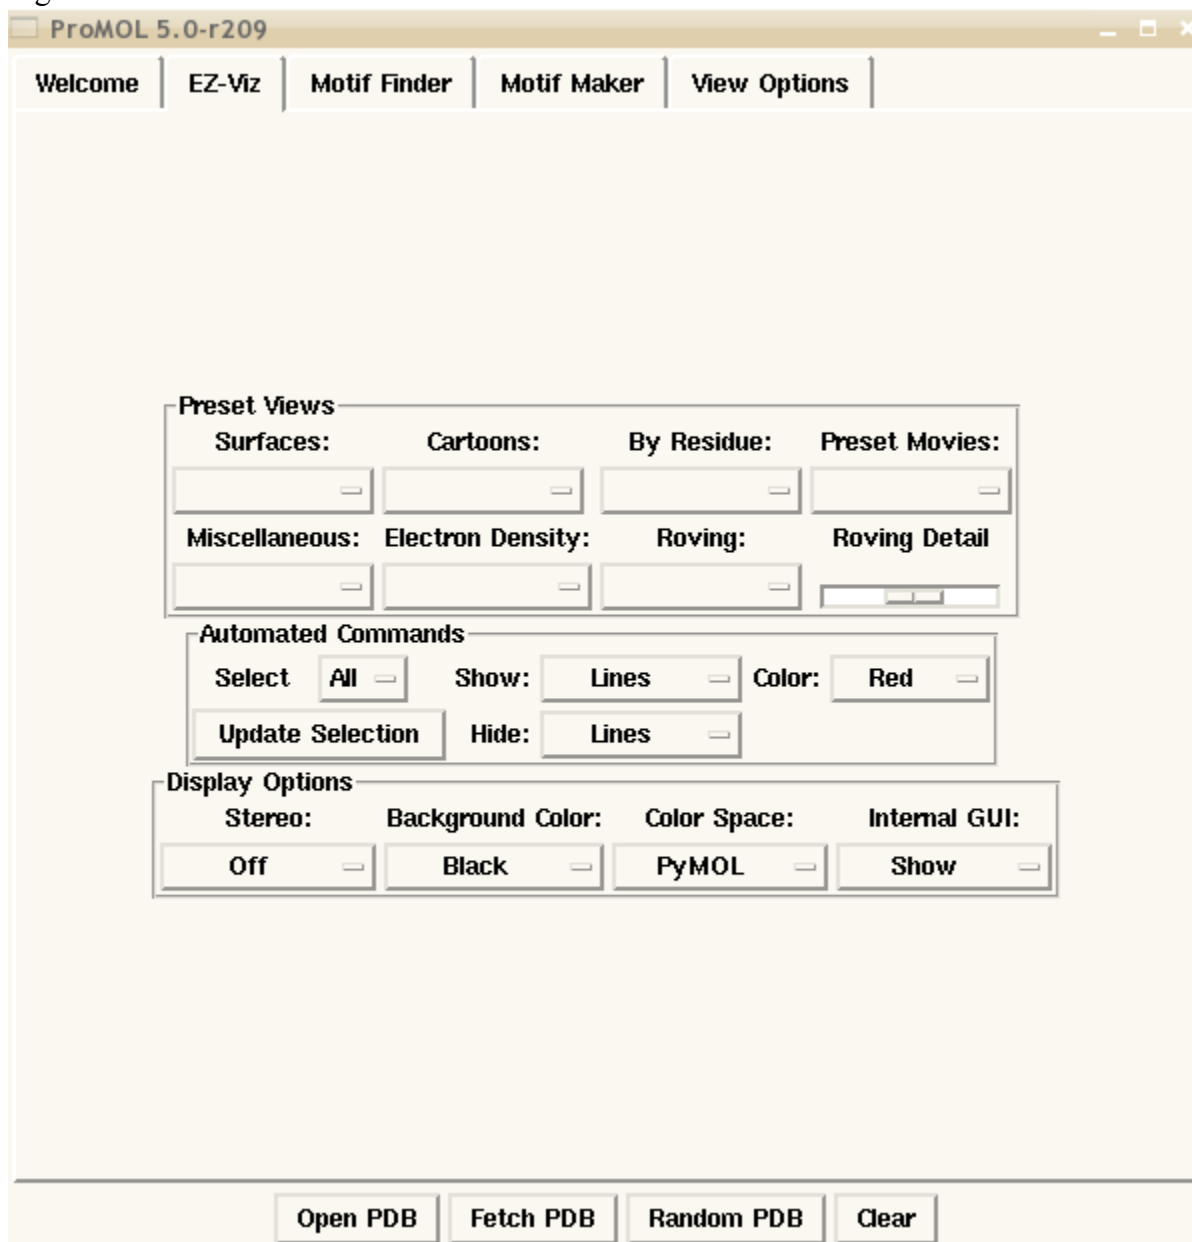 ProMOL 5.0-r209
Welcome EZ-Viz Motif Finder Motif Maker View Options
Preset Views
Surfaces: Cartoons: By Residue: Preset Movies:
Miscellaneous: Electron Density: Roving: Roving Detail
Automated Commands
Select All Show: Lines Color: Red
Update Selection Hide: Lines
Display Options
Stereo: Background Color: Color Space: Internal GUI:
Off Black PyMOL Show
Open PDB Fetch PDB Random PDB Clear